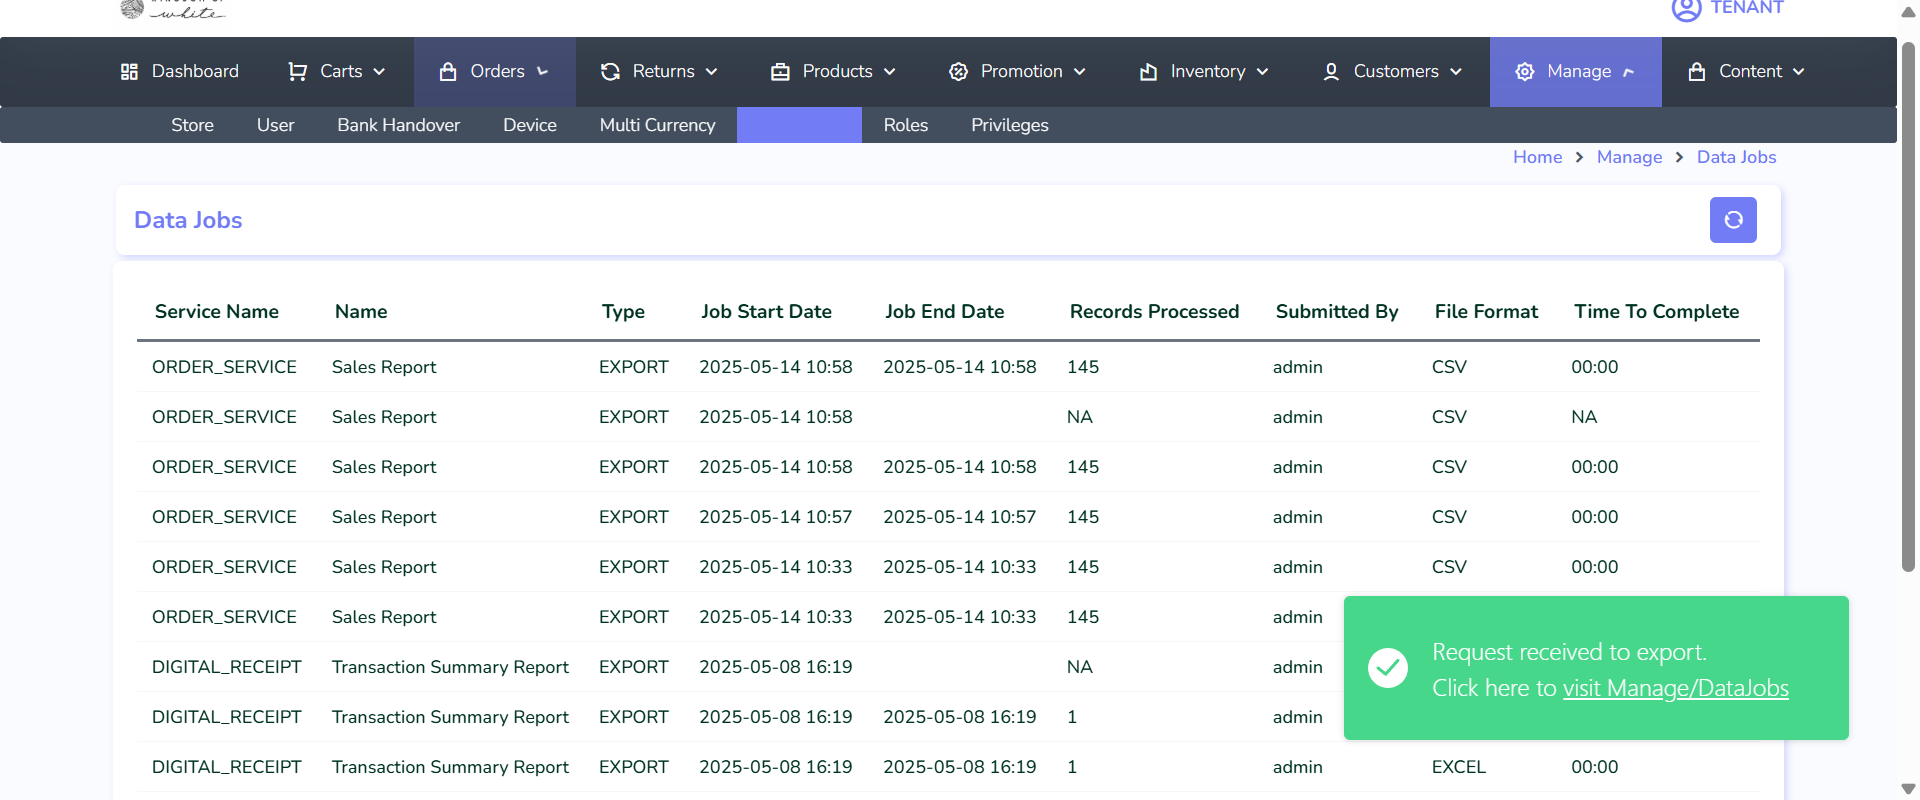 white
TENANT
Dashboard Carts Orders Returns Products Promotion Inventory Customers Manage Content
Store User Bank Handover Device Multi Currency Roles Privileges
Home > Manage > Data Jobs
Data Jobs
Service Name Name Type Job Start Date Job End Date Records Processed Submitted By File Format Time To Complete
ORDER_SERVICE Sales Report EXPORT 2025-05-14 10:58 2025-05-14 10:58 145 admin CSV 00:00
ORDER_SERVICE Sales Report EXPORT 2025-05-14 10:58 NA admin CSV NA
ORDER_SERVICE Sales Report EXPORT 2025-05-14 10:58 2025-05-14 10:58 145 admin CSV 00:00
ORDER_SERVICE Sales Report EXPORT 2025-05-14 10:57 2025-05-14 10:57 145 admin CSV 00:00
ORDER_SERVICE Sales Report EXPORT 2025-05-14 10:33 2025-05-14 10:33 145 admin CSV 00:00
ORDER_SERVICE Sales Report EXPORT 2025-05-14 10:33 2025-05-14 10:33 145 admin
DIGITAL_RECEIPT Transaction Summary Report EXPORT 2025-05-08 16:19 NA admin
DIGITAL_RECEIPT Transaction Summary Report EXPORT 2025-05-08 16:19 2025-05-08 16:19 1 admin
DIGITAL_RECEIPT Transaction Summary Report EXPORT 2025-05-08 16:19 2025-05-08 16:19 1 admin EXCEL 00:00
Request received to export.
Click here to visit Manage/DataJobs